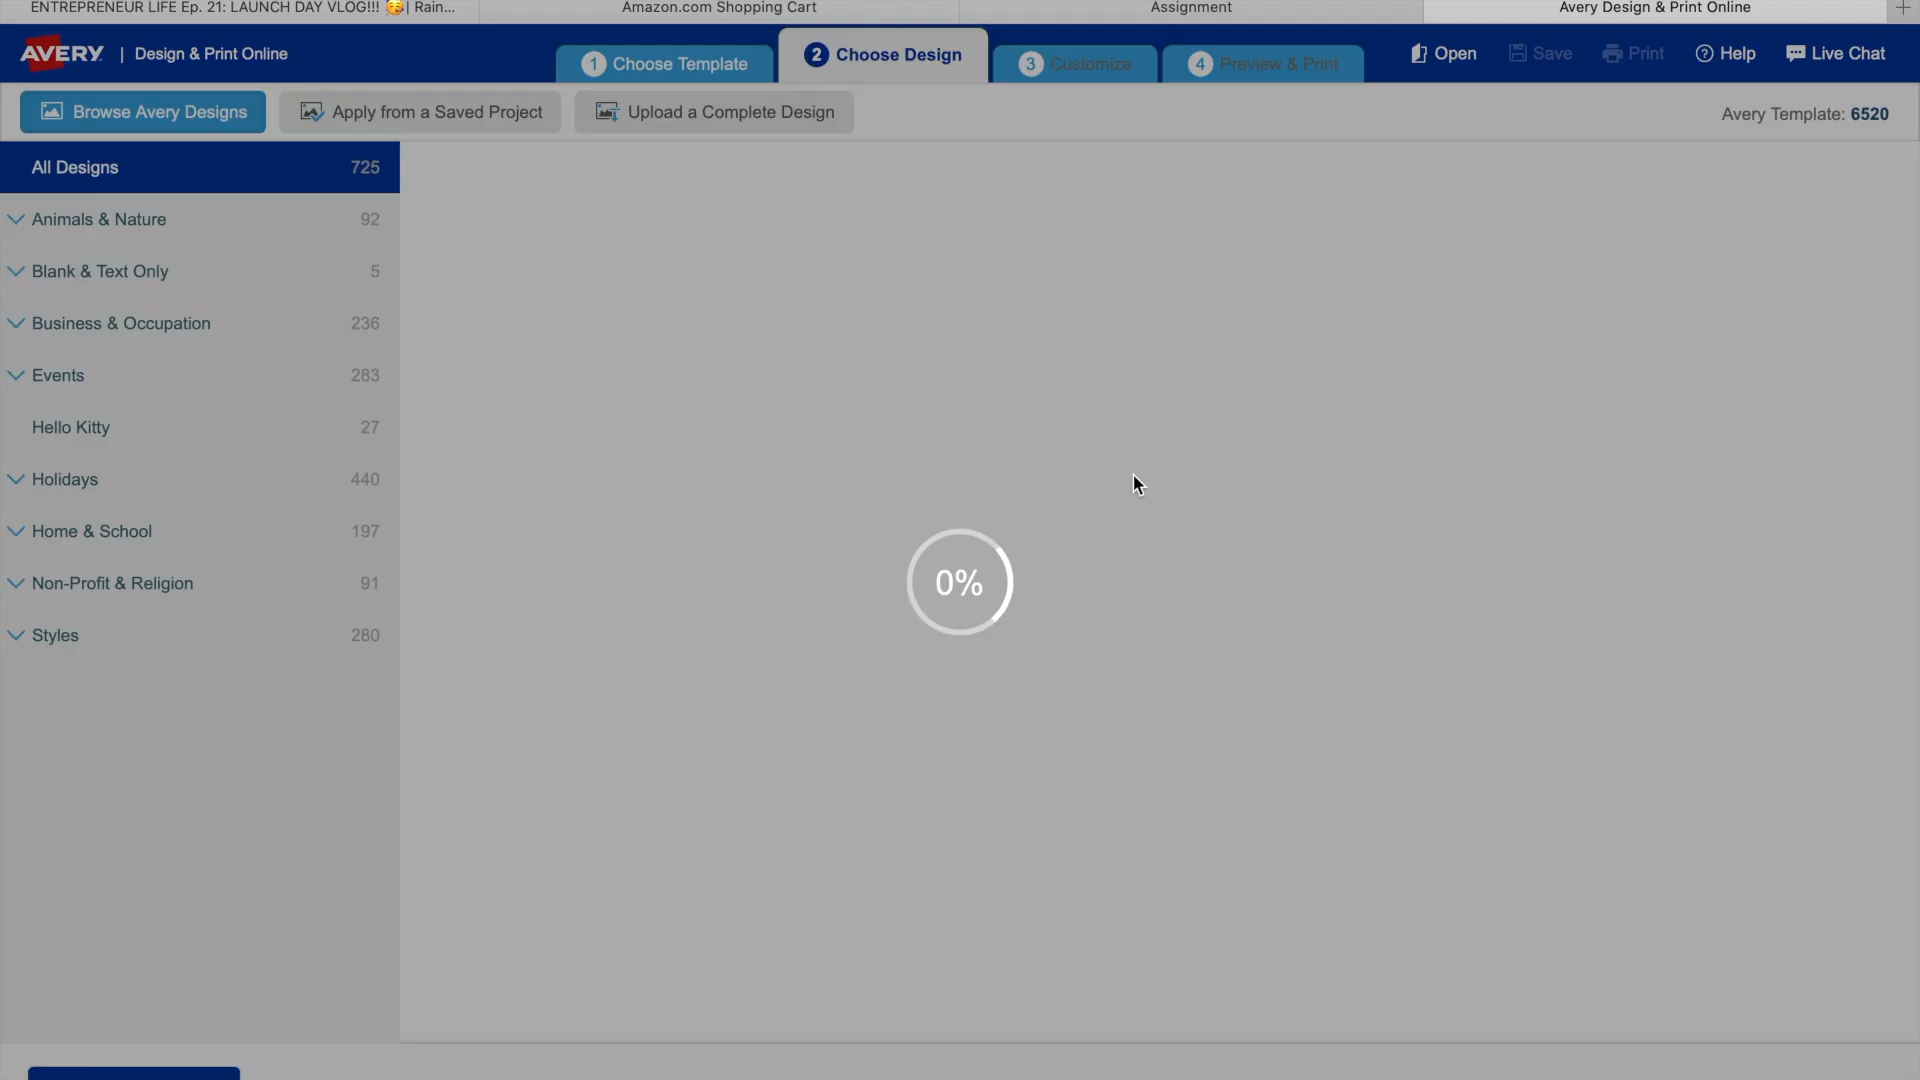 ENTREPRENEUR LIFE Ep. 21: LAUNCH DAY VLOG!!! 🥳| Rain...
Amazon.com Shopping Cart
Assignment
Avery Design & Print Online
AVERY | Design & Print Online
1 Choose Template
2 Choose Design
3 Customize
4 Preview & Print
Open
Save
Print
Help
Live Chat
Browse Avery Designs
Apply from a Saved Project
Upload a Complete Design
Avery Template: 6520
All Designs 725
Animals & Nature 92
Blank & Text Only 5
Business & Occupation 236
Events 283
Hello Kitty 27
Holidays 440
Home & School 197
Non-Profit & Religion 91
Styles 280
0%